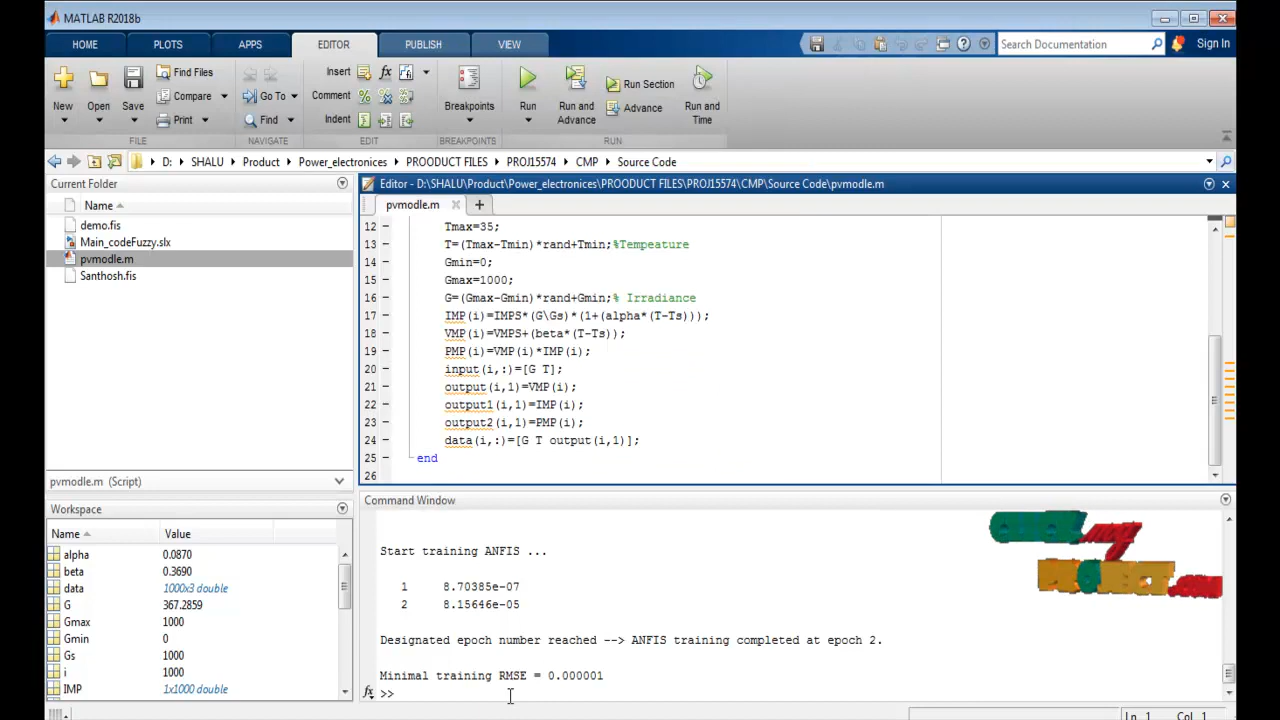 MATLAB R2018b
HOME PLOTS APPS EDITOR PUBLISH VIEW
Search Documentation Sign In
New Open Save
Find Files
Compare
Print
Go To
Find
Insert fx
Comment
Indent
Breakpoints
Run
Run and Advance
Run Section
Advance
Run and Time
FILE NAVIGATE EDIT BREAKPOINTS RUN
D: SHALU Product Power_electronices PROODUCT FILES PROJ15574 CMP Source Code
Current Folder
Name
demo.fis
Main_codeFuzzy.slx
pvmodle.m
Santhosh.fis
pvmodle.m (Script)
Workspace
Name Value
alpha 0.0870
beta 0.3690
data 1000x3 double
G 367.2859
Gmax 1000
Gmin 0
Gs 1000
i 1000
IMP 1x1000 double
Editor - D:\SHALU\Product\Power_electronices\PROODUCT FILES\PROJ15574\CMP\Source Code\pvmodle.m
pvmodle.m
12 Tmax=35;
13 T=(Tmax-Tmin)*rand+Tmin;%Tempeature
14 Gmin=0;
15 Gmax=1000;
16 G=(Gmax-Gmin)*rand+Gmin;% Irradiance
17 IMP(i)=IMPS*(G\Gs)*(1+(alpha*(T-Ts)));
18 VMP(i)=VMPS+(beta*(T-Ts));
19 PMP(i)=VMP(i)*IMP(i);
20 input(i,:)=[G T];
21 output(i,1)=VMP(i);
22 output1(i,1)=IMP(i);
23 output2(i,1)=PMP(i);
24 data(i,:)=[G T output(i,1)];
25 end
26
Command Window
Start training ANFIS ...
1 8.70385e-07
2 8.15646e-05
Designated epoch number reached --> ANFIS training completed at epoch 2.
Minimal training RMSE = 0.000001
fx >>
Ln 1 Col 1